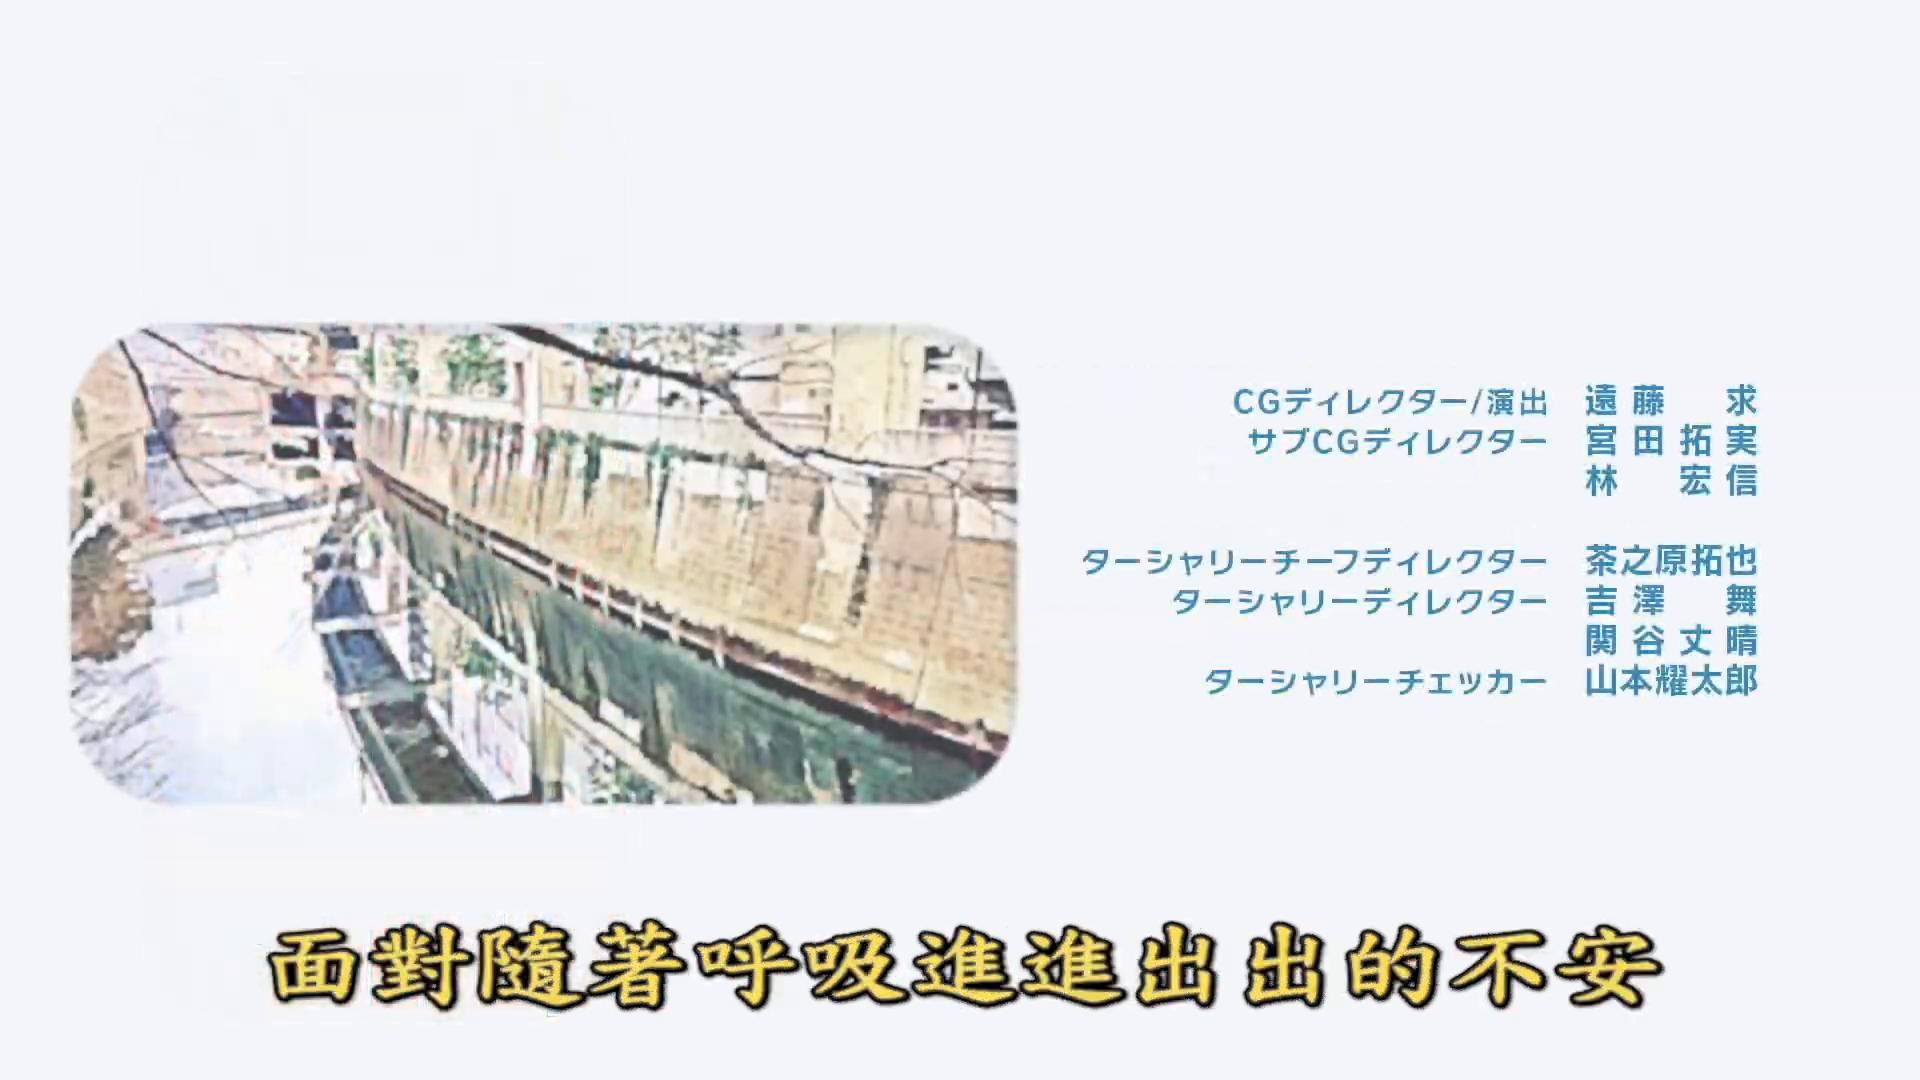 CGディレクター/演出 遠藤 求
サブCGディレクター 宮田拓実
林 宏信
ターシャリーチーフディレクター 茶之原拓也
ターシャリーディレクター 吉澤 舞
関谷丈晴
ターシャリーチェッカー 山本耀太郎
面對隨著呼吸進進出出的不安